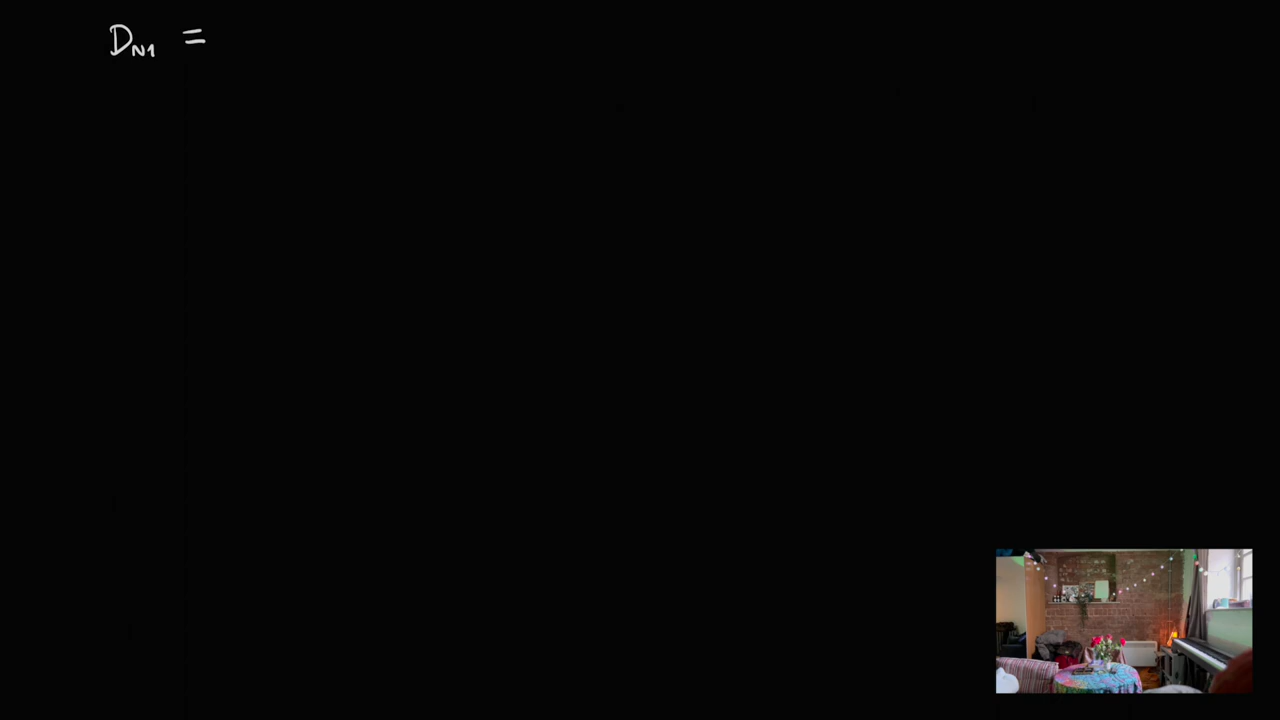 D_N1 =